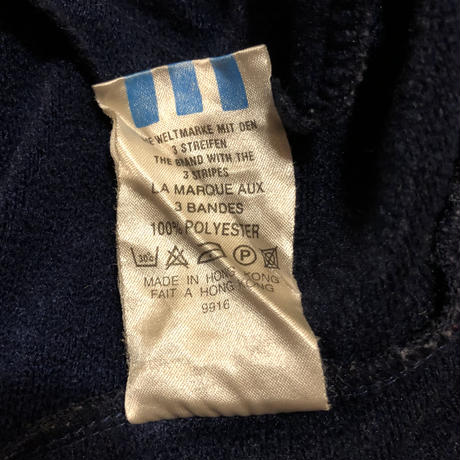 WELTMARKE MIT DEN
3 STREIFEN
THE BRAND WITH THE
3 STRIPES
LA MARQUE AUX
3 BANDES
100% POLYESTER
30c P
MADE IN HONG KONG
FAIT A HONG KONG
9916